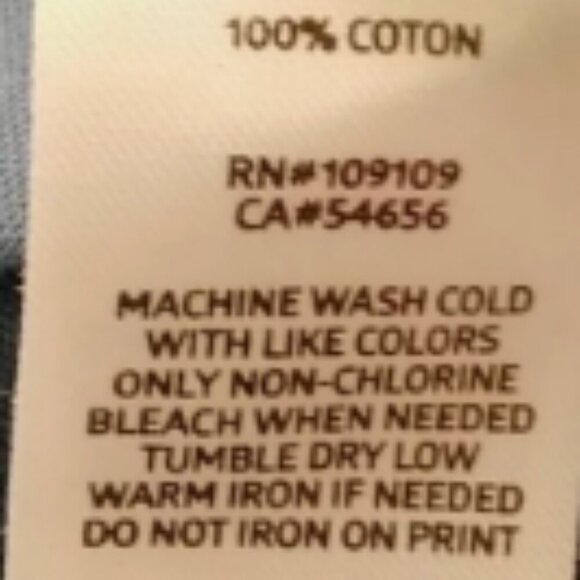 100% COTON
RN#109109
CA#54656
MACHINE WASH COLD
WITH LIKE COLORS
ONLY NON-CHLORINE
BLEACH WHEN NEEDED
TUMBLE DRY LOW
WARM IRON IF NEEDED
DO NOT IRON ON PRINT